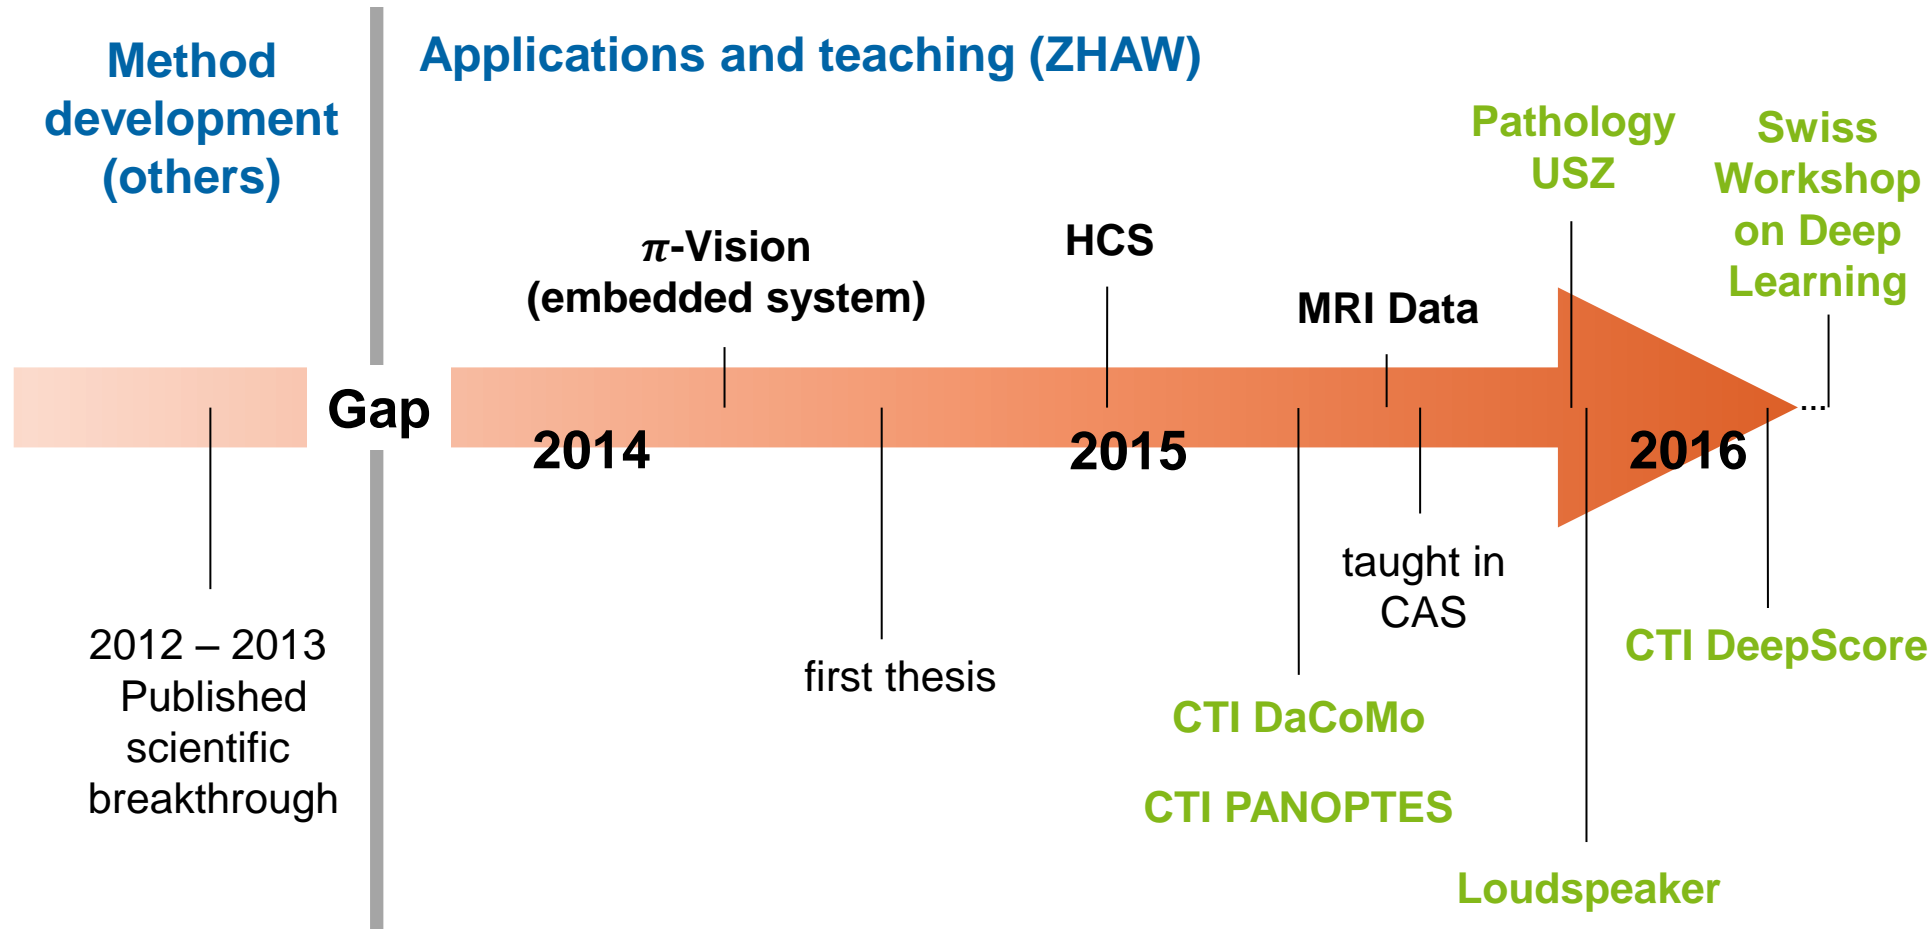 Method
development
(others)
Applications and teaching (ZHAW)
Pathology
USZ
Swiss
Workshop
on Deep
Learning
π-Vision
(embedded system)
HCS
MRI Data
Gap
...
2014
2015
2016
2012 – 2013
Published
scientific
breakthrough
first thesis
taught in
CAS
CTI DaCoMo
CTI PANOPTES
CTI DeepScore
Loudspeaker